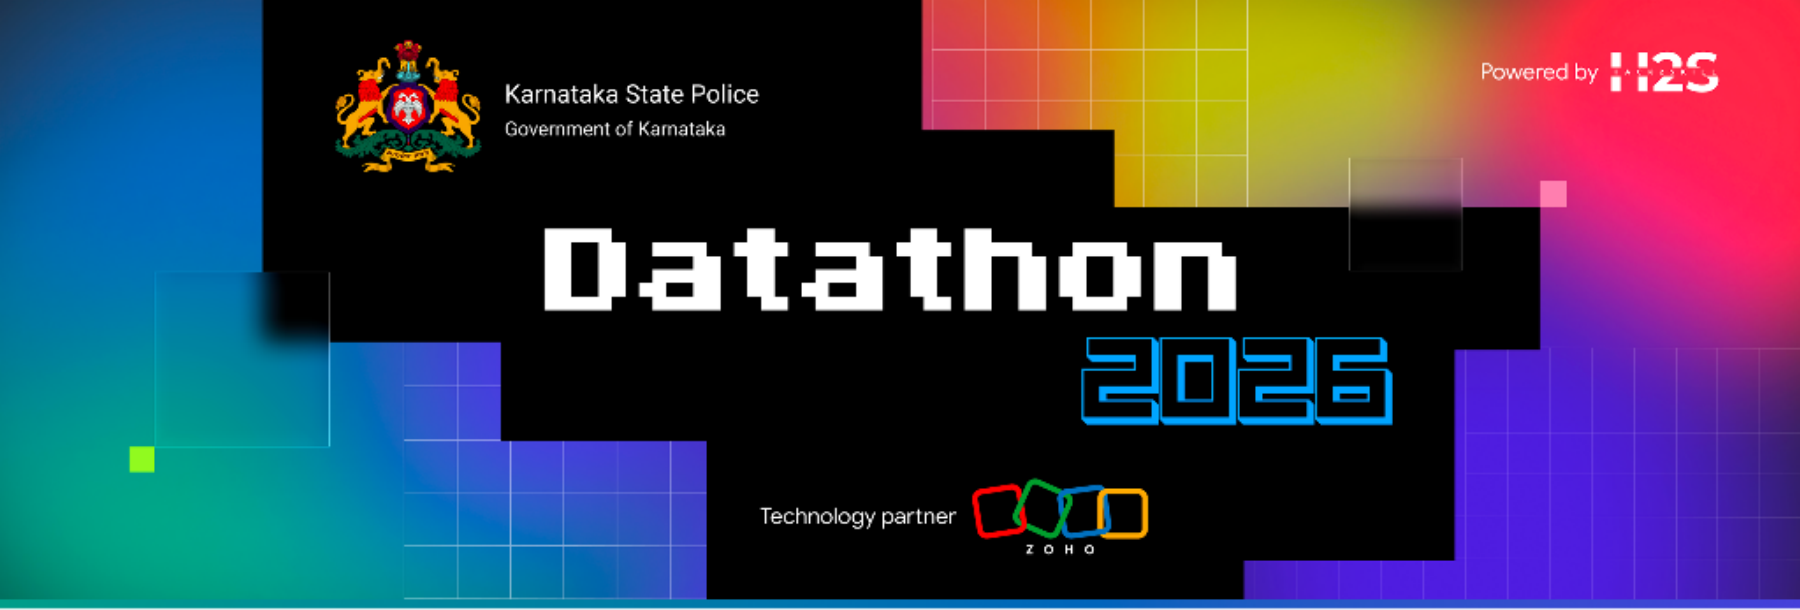 Karnataka State Police
Government of Karnataka
Powered by H2S
Datathon
2026
Technology partner
ZOHO